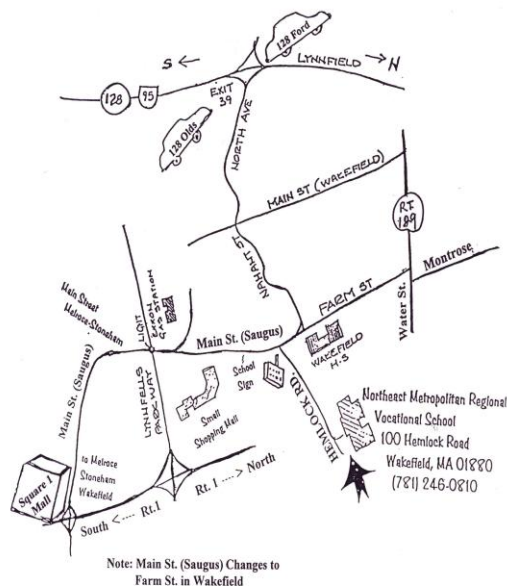 128 Ford
S
LYNNFIELD
N
128
95
EXIT
39
128 Olds
NORTH AVE
MAIN ST (WAKEFIELD)
RT
129
NAHANT ST
FARM ST
Montrose
Water St.
Main Street
Melrose-Stoneham
LIGIT
EXXON
GAS STATION
Main St. (Saugus)
WAKEFIELD
H.S
School
Sign
Main St. (Saugus)
LYNNFELLS
PARKWAY
Small
Shopping Mall
HEMLOCK RD.
Northeast Metropolitan Regional
Vocational School
100 Hemlock Road
Wakefield, MA 01880
(781) 246-0810
to Melroce
Stoneham
Wakefield
Square 1
Mall
South <---- Rt.1
Rt. 1 ----> North
Note: Main St. (Saugus) Changes to
Farm St. in Wakefield